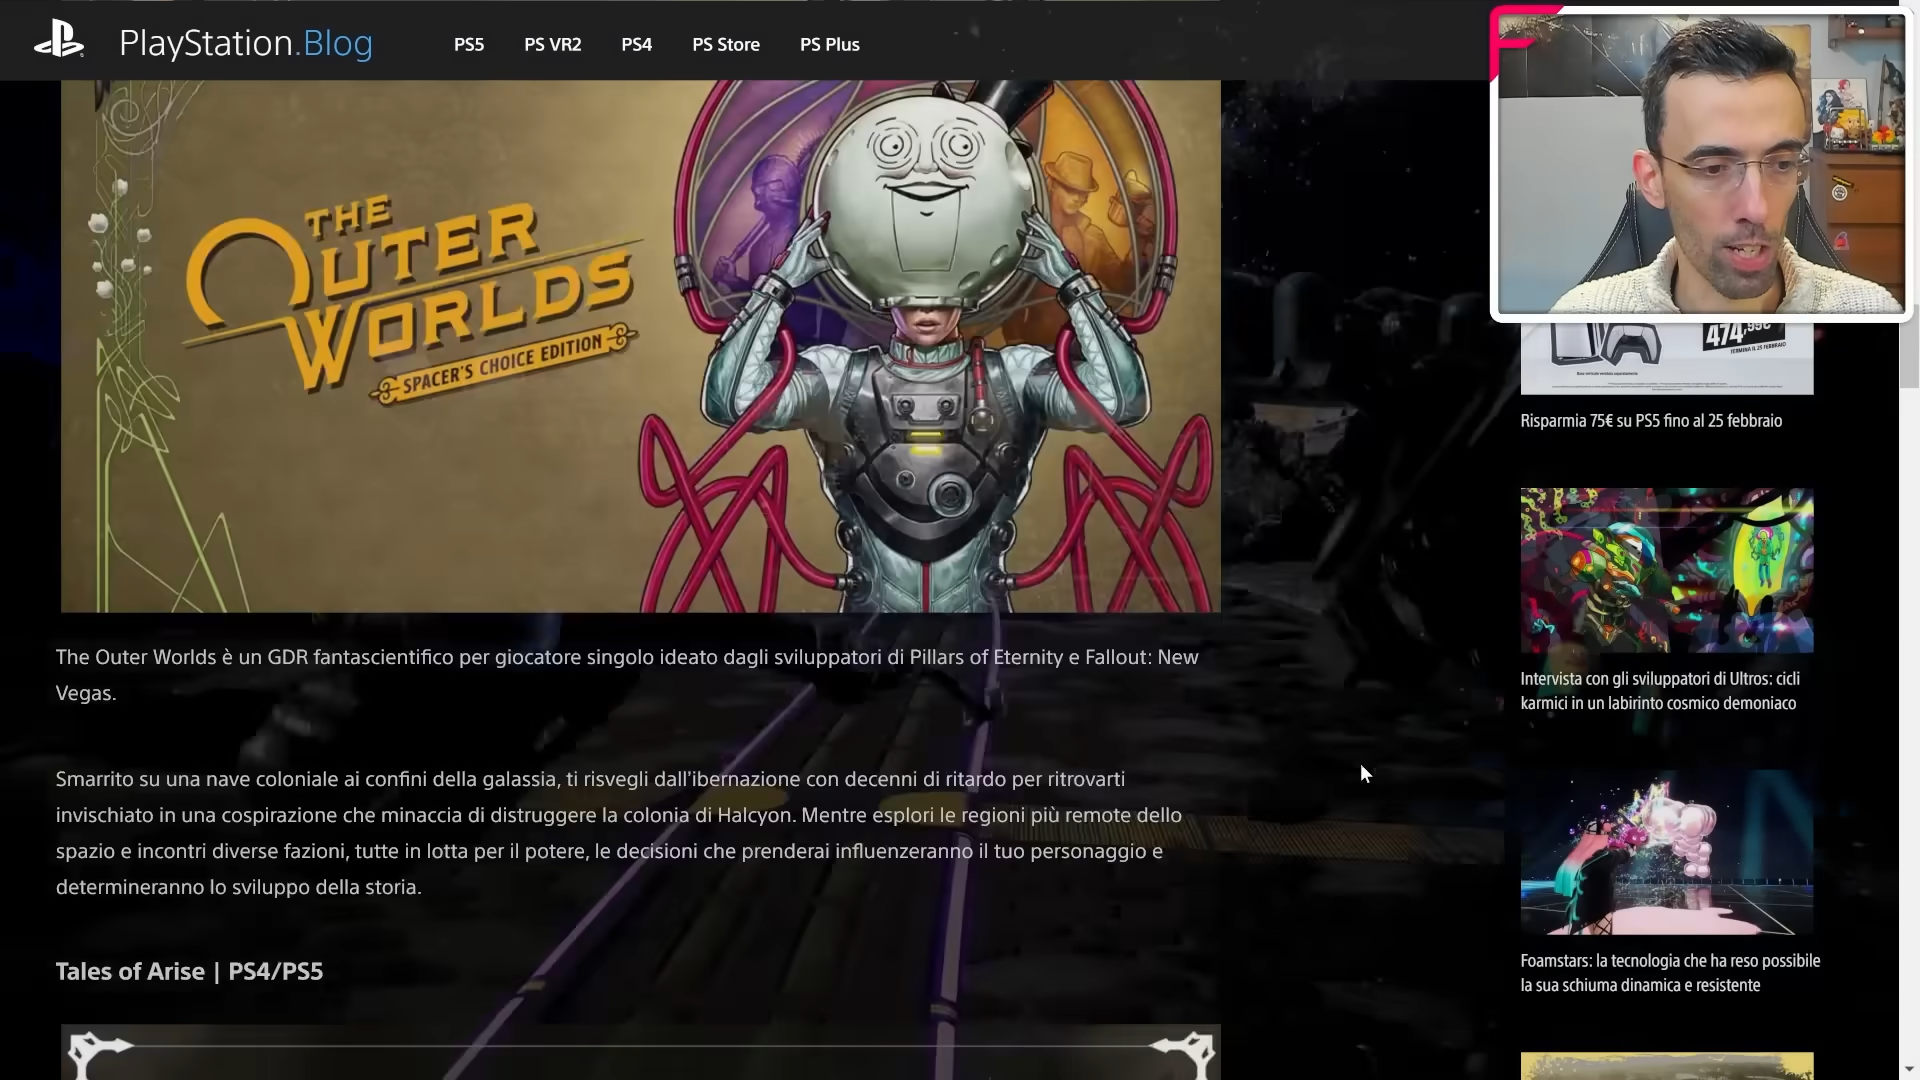 PlayStation.Blog
PS5
PS VR2
PS4
PS Store
PS Plus
THE
OUTER
WORLDS
SPACER'S CHOICE EDITION
The Outer Worlds è un GDR fantascientifico per giocatore singolo ideato dagli sviluppatori di Pillars of Eternity e Fallout: New
Vegas.
Smarrito su una nave coloniale ai confini della galassia, ti risvegli dall'ibernazione con decenni di ritardo per ritrovarti
invischiato in una cospirazione che minaccia di distruggere la colonia di Halcyon. Mentre esplori le regioni più remote dello
spazio e incontri diverse fazioni, tutte in lotta per il potere, le decisioni che prenderai influenzeranno il tuo personaggio e
determineranno lo sviluppo della storia.
Tales of Arise | PS4/PS5
474,99€
TERMINA IL 25 FEBBRAIO
Risparmia 75€ su PS5 fino al 25 febbraio
Intervista con gli sviluppatori di Ultros: cicli
karmici in un labirinto cosmico demoniaco
Foamstars: la tecnologia che ha reso possibile
la sua schiuma dinamica e resistente